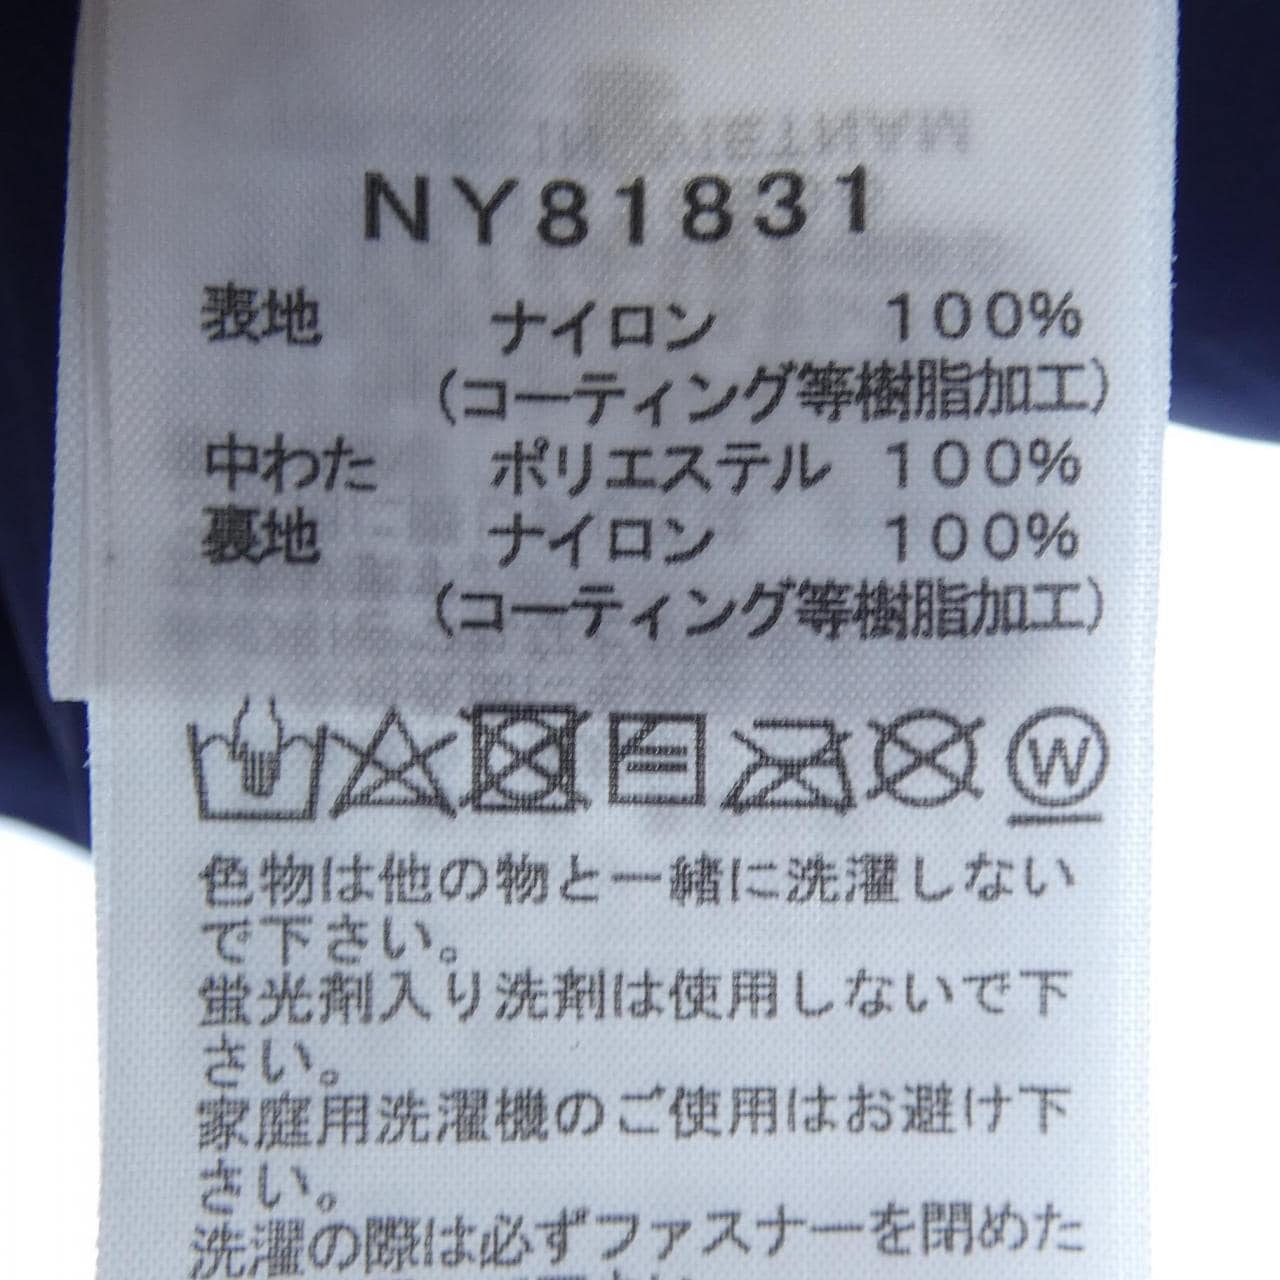 NY81831
表地 ナイロン 100%
(コーティング等樹脂加工)
中わた ポリエステル 100%
裏地 ナイロン 100%
(コーティング等樹脂加工)
W
色物は他の物と一緒に洗濯しない
で下さい。
蛍光剤入り洗剤は使用しないで下
さい。
家庭用洗濯機のご使用はお避け下
さい。
洗濯の際は必ずファスナーを閉めた